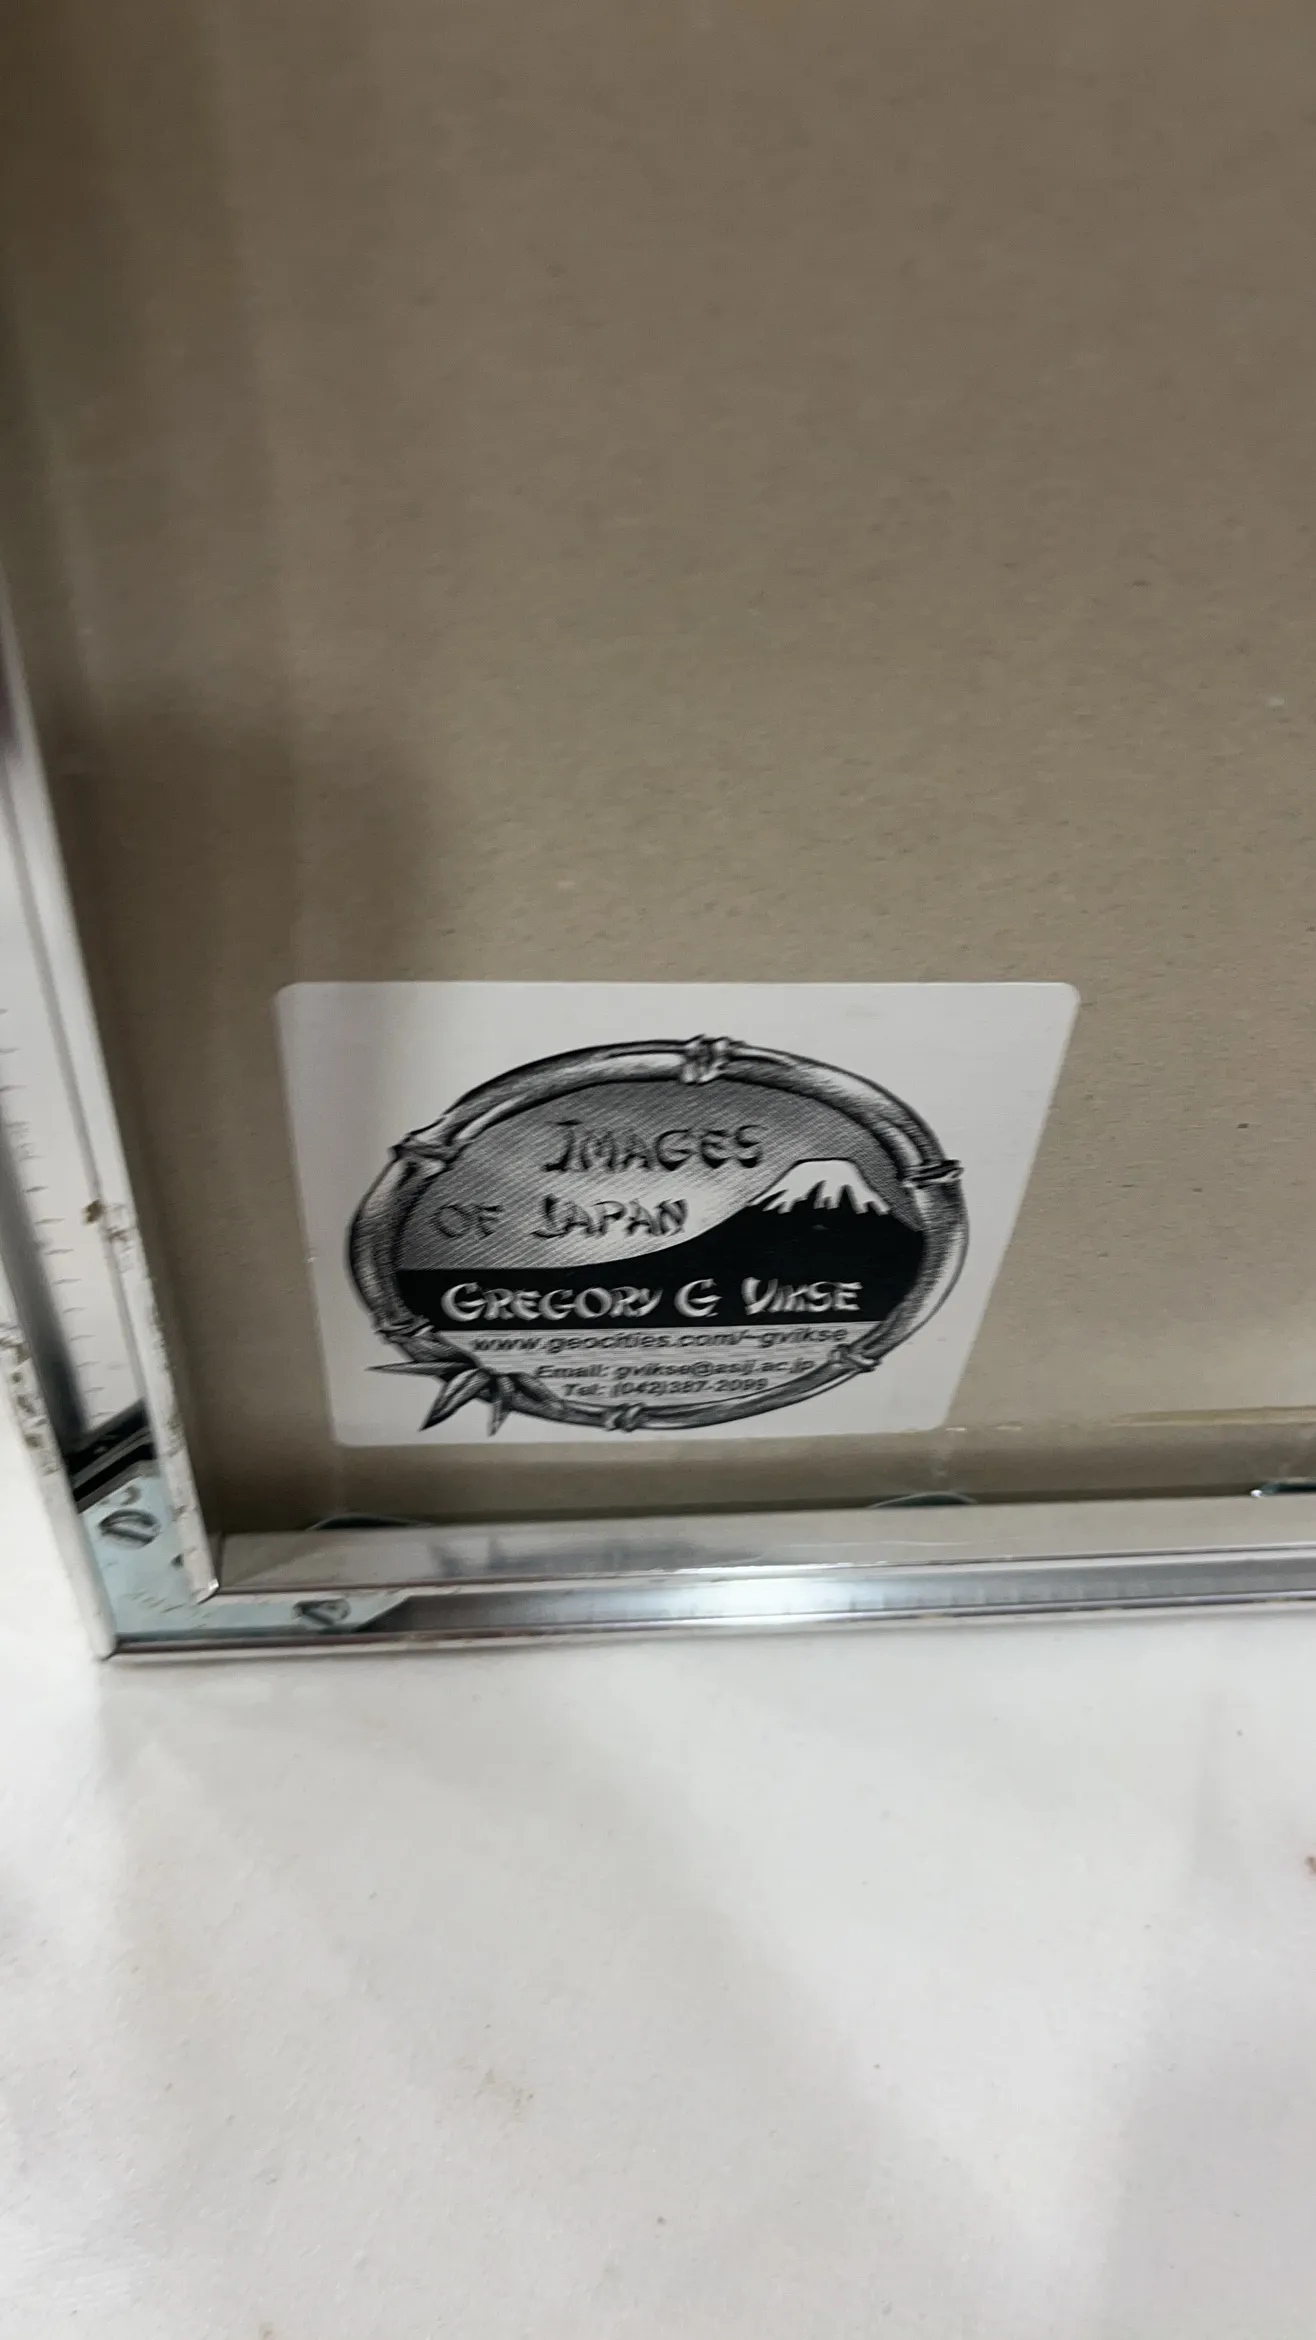 IMAGES
OF JAPAN
GREGORY G VIKSE
www.geocities.com/~gvikse
Email: gvikse@asij.ac.jp
Tel: (042)387-2099